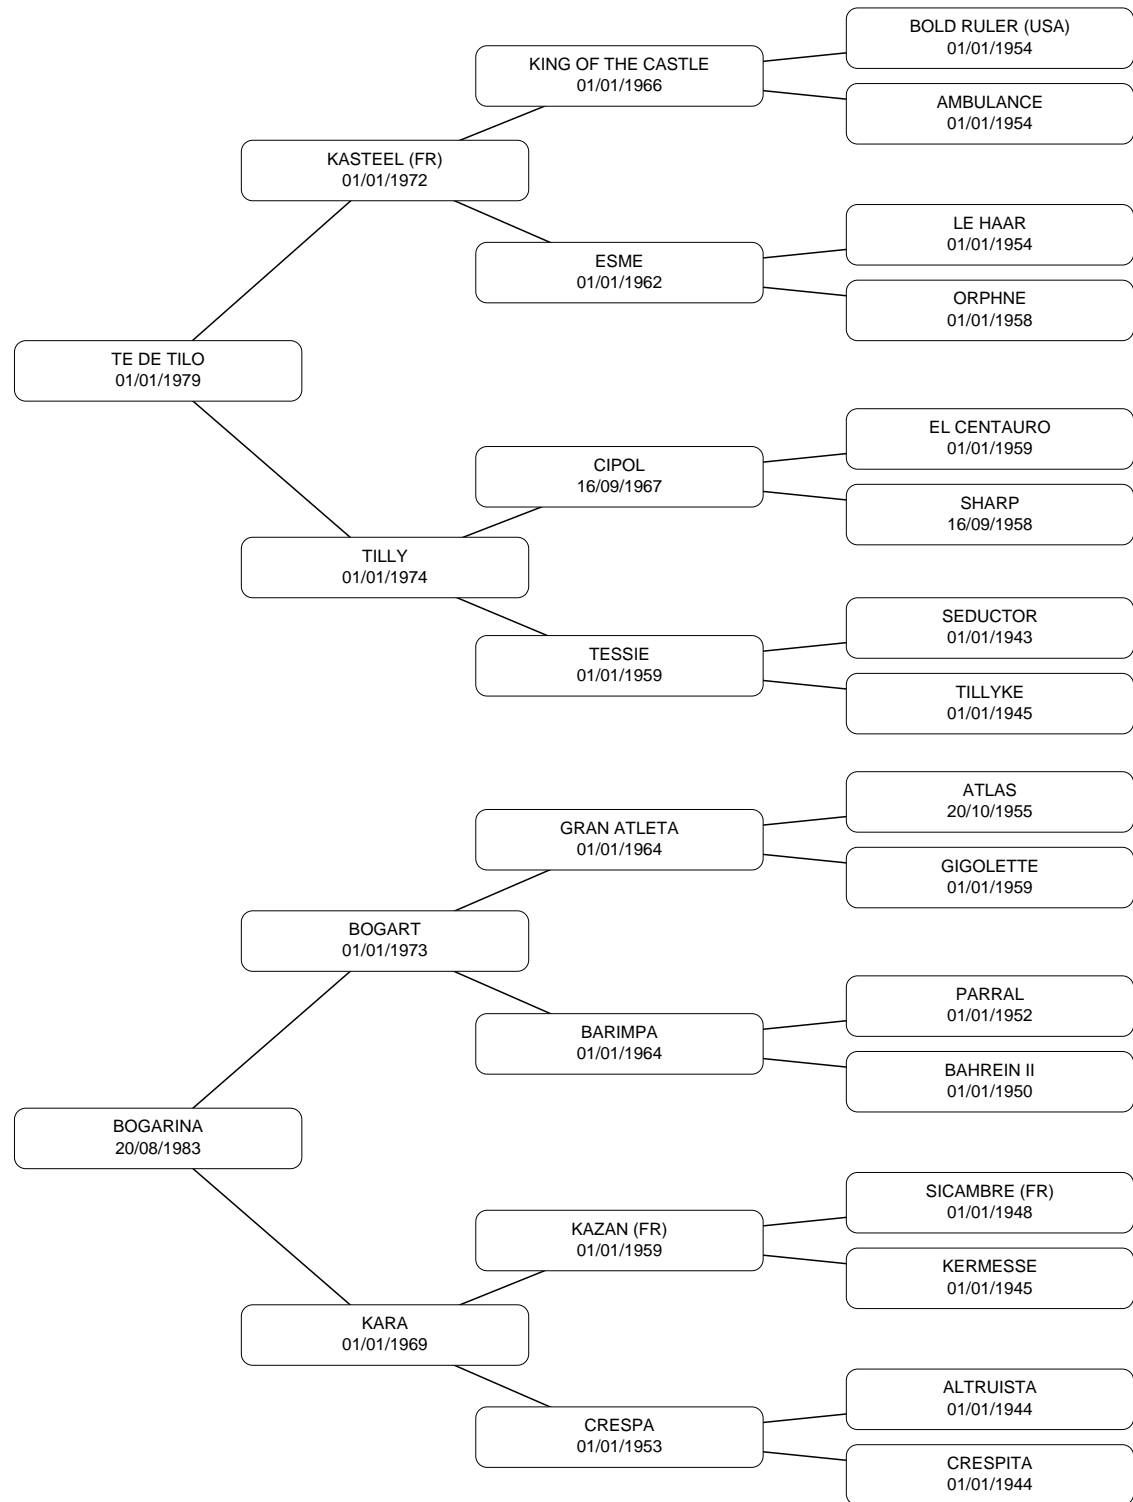 BOLD RULER (USA)
01/01/1954
KING OF THE CASTLE
01/01/1966
AMBULANCE
01/01/1954
KASTEEL (FR)
01/01/1972
LE HAAR
01/01/1954
ESME
01/01/1962
ORPHNE
01/01/1958
TE DE TILO
01/01/1979
EL CENTAURO
01/01/1959
CIPOL
16/09/1967
SHARP
16/09/1958
TILLY
01/01/1974
SEDUCTOR
01/01/1943
TESSIE
01/01/1959
TILLYKE
01/01/1945
ATLAS
20/10/1955
GRAN ATLETA
01/01/1964
GIGOLETTE
01/01/1959
BOGART
01/01/1973
PARRAL
01/01/1952
BARIMPA
01/01/1964
BAHREIN II
01/01/1950
BOGARINA
20/08/1983
SICAMBRE (FR)
01/01/1948
KAZAN (FR)
01/01/1959
KERMESSE
01/01/1945
KARA
01/01/1969
ALTRUISTA
01/01/1944
CRESPA
01/01/1953
CRESPITA
01/01/1944